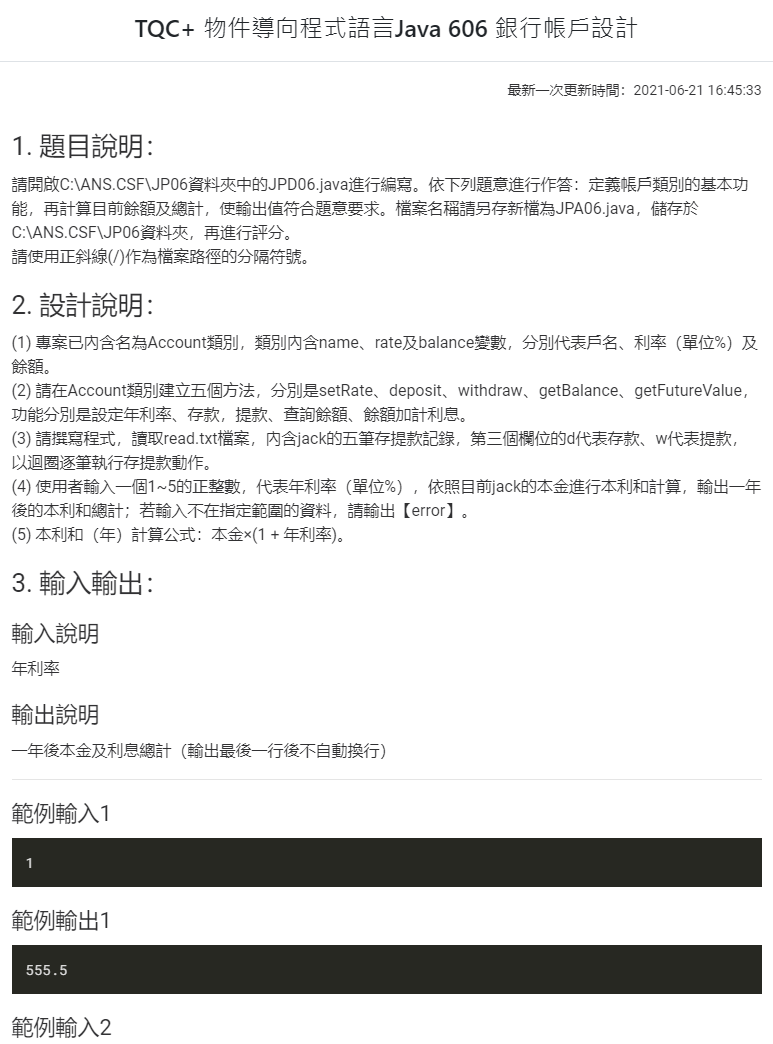 TQC+ 物件導向程式語言Java 606 銀行帳戶設計
最新一次更新時間：2021-06-21 16:45:33
1. 題目說明：
請開啟C:\ANS.CSF\JP06資料夾中的JPD06.java進行編寫。依下列題意進行作答：定義帳戶類別的基本功
能，再計算目前餘額及總計，使輸出值符合題意要求。檔案名稱請另存新檔為JPA06.java，儲存於
C:\ANS.CSF\JP06資料夾，再進行評分。
請使用正斜線(/)作為檔案路徑的分隔符號。
2. 設計說明：
(1) 專案已內含名為Account類別，類別內含name、rate及balance變數，分別代表戶名、利率（單位%）及
餘額。
(2) 請在Account類別建立五個方法，分別是setRate、deposit、withdraw、getBalance、getFutureValue，
功能分別是設定年利率、存款，提款、查詢餘額、餘額加計利息。
(3) 請撰寫程式，讀取read.txt檔案，內含jack的五筆存提款記錄，第三個欄位的d代表存款、w代表提款，
以迴圈逐筆執行存提款動作。
(4) 使用者輸入一個1~5的正整數，代表年利率（單位%），依照目前jack的本金進行本利和計算，輸出一年
後的本利和總計；若輸入不在指定範圍的資料，請輸出【error】。
(5) 本利和（年）計算公式：本金×(1 + 年利率)。
3. 輸入輸出：
輸入說明
年利率
輸出說明
一年後本金及利息總計（輸出最後一行後不自動換行）
範例輸入1
1
範例輸出1
555.5
範例輸入2